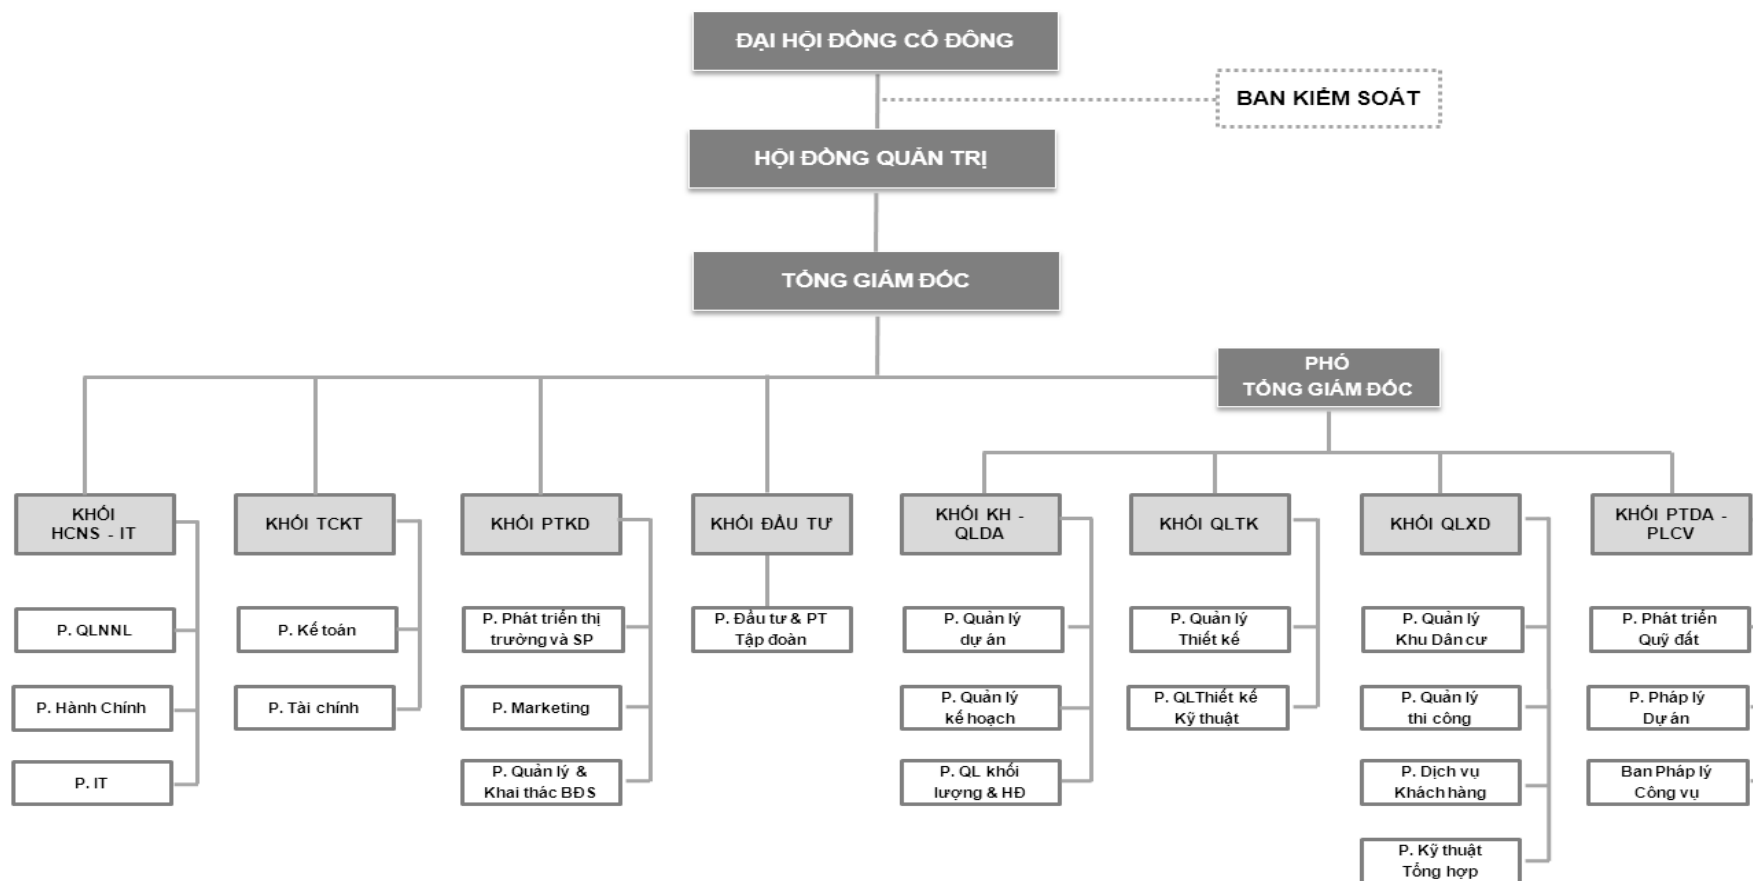 ĐẠI HỘI ĐỒNG CỔ ĐÔNG
BAN KIỂM SOÁT
HỘI ĐỒNG QUẢN TRỊ
TỔNG GIÁM ĐỐC
PHÓ
TỔNG GIÁM ĐỐC
KHỐI
HCNS - IT
KHỐI TCKT
KHỐI PTKD
KHỐI ĐẦU TƯ
KHỐI KH -
QLDA
KHỐI QLTK
KHỐI QLXD
KHỐI PTDA -
PLCV
P. QLNNL
P. Kế toán
P. Phát triển thị
trường và SP
P. Đầu tư & PT
Tập đoàn
P. Quản lý
dự án
P. Quản lý
Thiết kế
P. Quản lý
Khu Dân cư
P. Phát triển
Quỹ đất
P. Hành Chính
P. Tài chính
P. Marketing
P. Quản lý
kế hoạch
P. QLThiết kế
Kỹ thuật
P. Quản lý
thi công
P. Pháp lý
Dự án
P. IT
P. Quản lý &
Khai thác BĐS
P. QL khối
lượng & HĐ
P. Dịch vụ
Khách hàng
Ban Pháp lý
Công vụ
P. Kỹ thuật
Tổng hợp